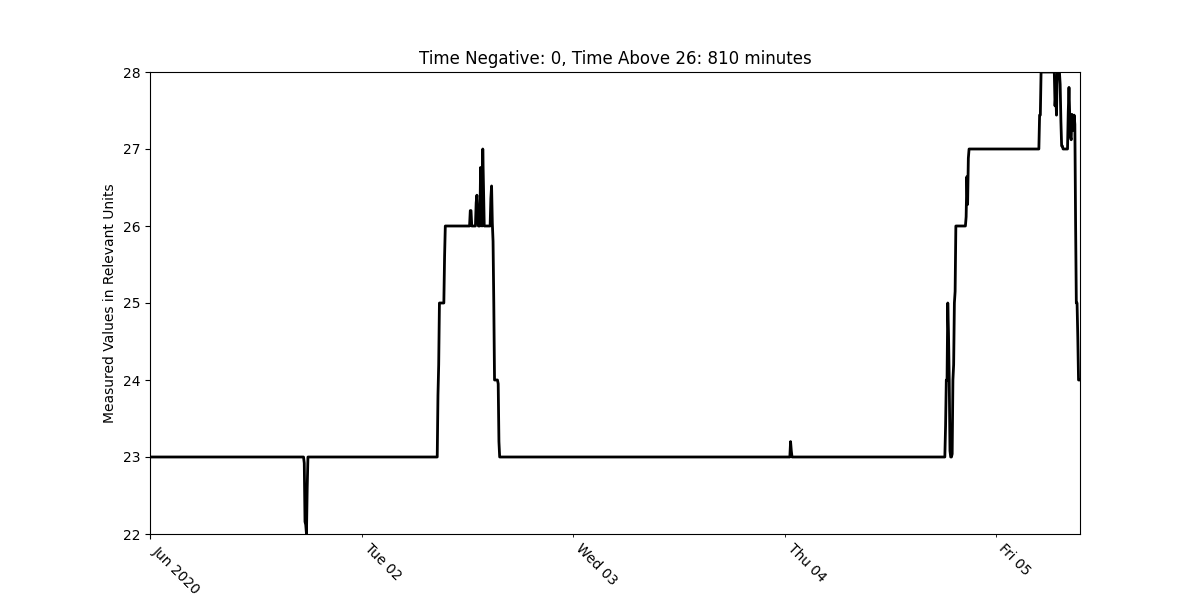 Time Negative: 0, Time Above 26: 810 minutes
Measured Values in Relevant Units
28
27
26
25
24
23
22
Jun 2020
Tue 02
Wed 03
Thu 04
Fri 05